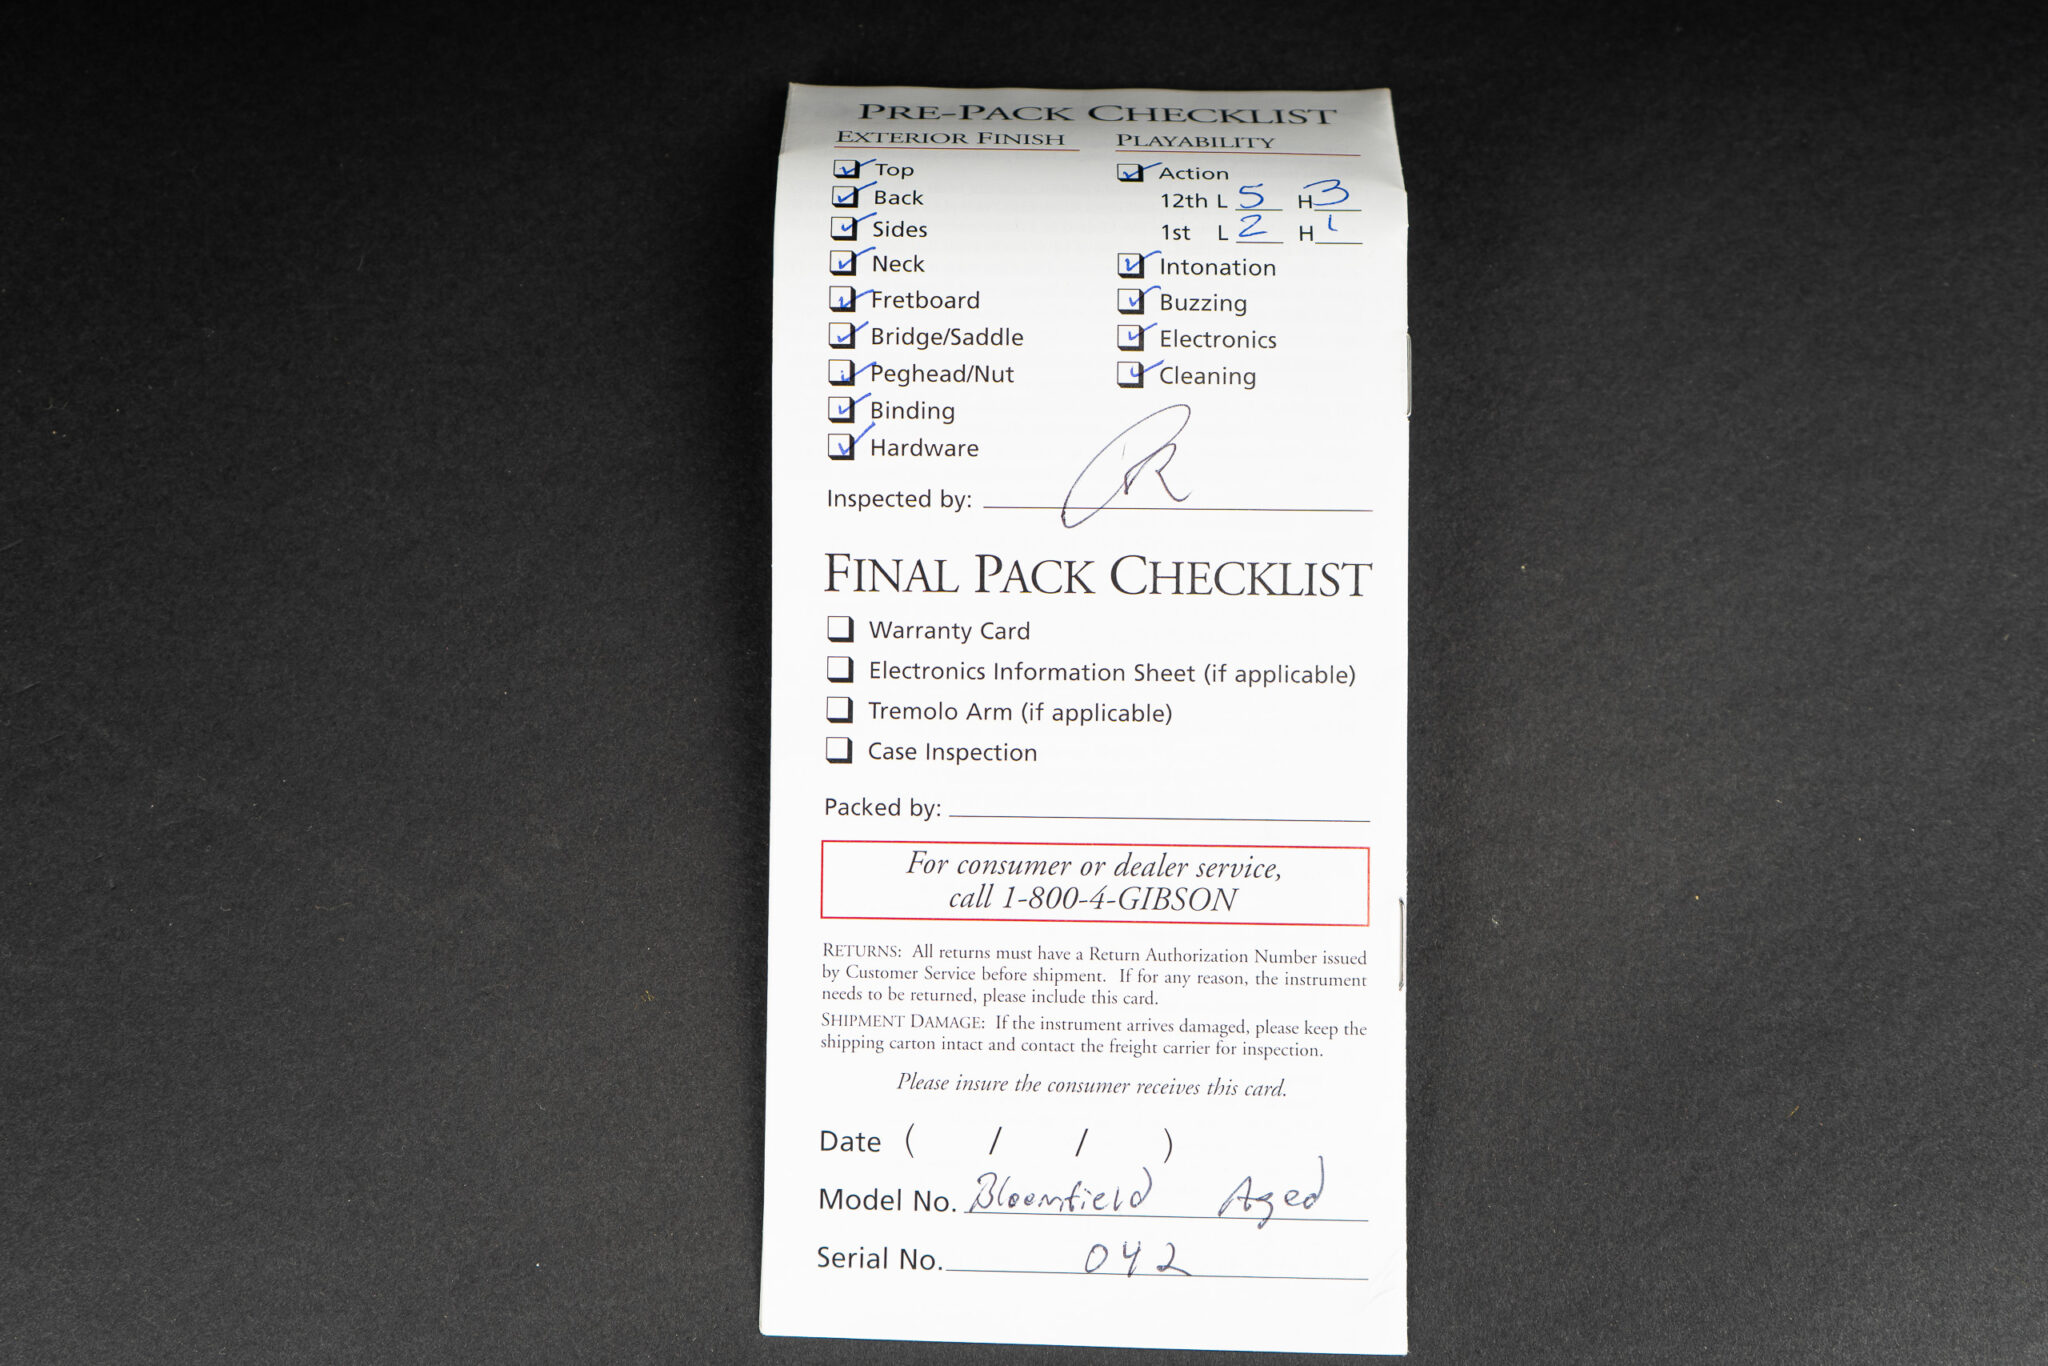 PRE-PACK CHECKLIST
EXTERIOR FINISH
Top
Back
Sides
Neck
Fretboard
Bridge/Saddle
Peghead/Nut
Binding
Hardware
PLAYABILITY
Action
12th L 5 H 3
1st L 2 H 1
Intonation
Buzzing
Electronics
Cleaning
Inspected by:
FINAL PACK CHECKLIST
Warranty Card
Electronics Information Sheet (if applicable)
Tremolo Arm (if applicable)
Case Inspection
Packed by:
For consumer or dealer service,
call 1-800-4-GIBSON
RETURNS: All returns must have a Return Authorization Number issued
by Customer Service before shipment. If for any reason, the instrument
needs to be returned, please include this card.
SHIPMENT DAMAGE: If the instrument arrives damaged, please keep the
shipping carton intact and contact the freight carrier for inspection.
Please insure the consumer receives this card.
Date ( / / )
Model No. Bloomfield Aged
Serial No. 042